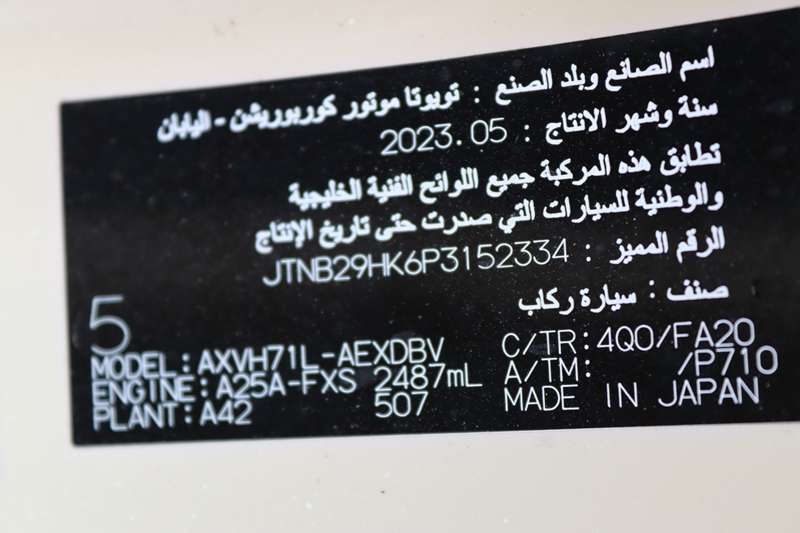 اسم الصانع وبلد الصنع : تويوتا موتور كوربوريشن - اليابان
سنة وشهر الانتاج : 2023.05
تطابق هذه المركبة جميع اللوائح الفنية الخليجية
والوطنية للسيارات التي صدرت حتى تاريخ الإنتاج
الرقم المميز : JTNB29HK6P3152334
صنف : سيارة ركاب
5
MODEL:AXVH71L-AEXDBV C/TR:4Q0/FA20
ENGINE:A25A-FXS 2487mL A/TM: /P710
PLANT:A42 507 MADE IN JAPAN